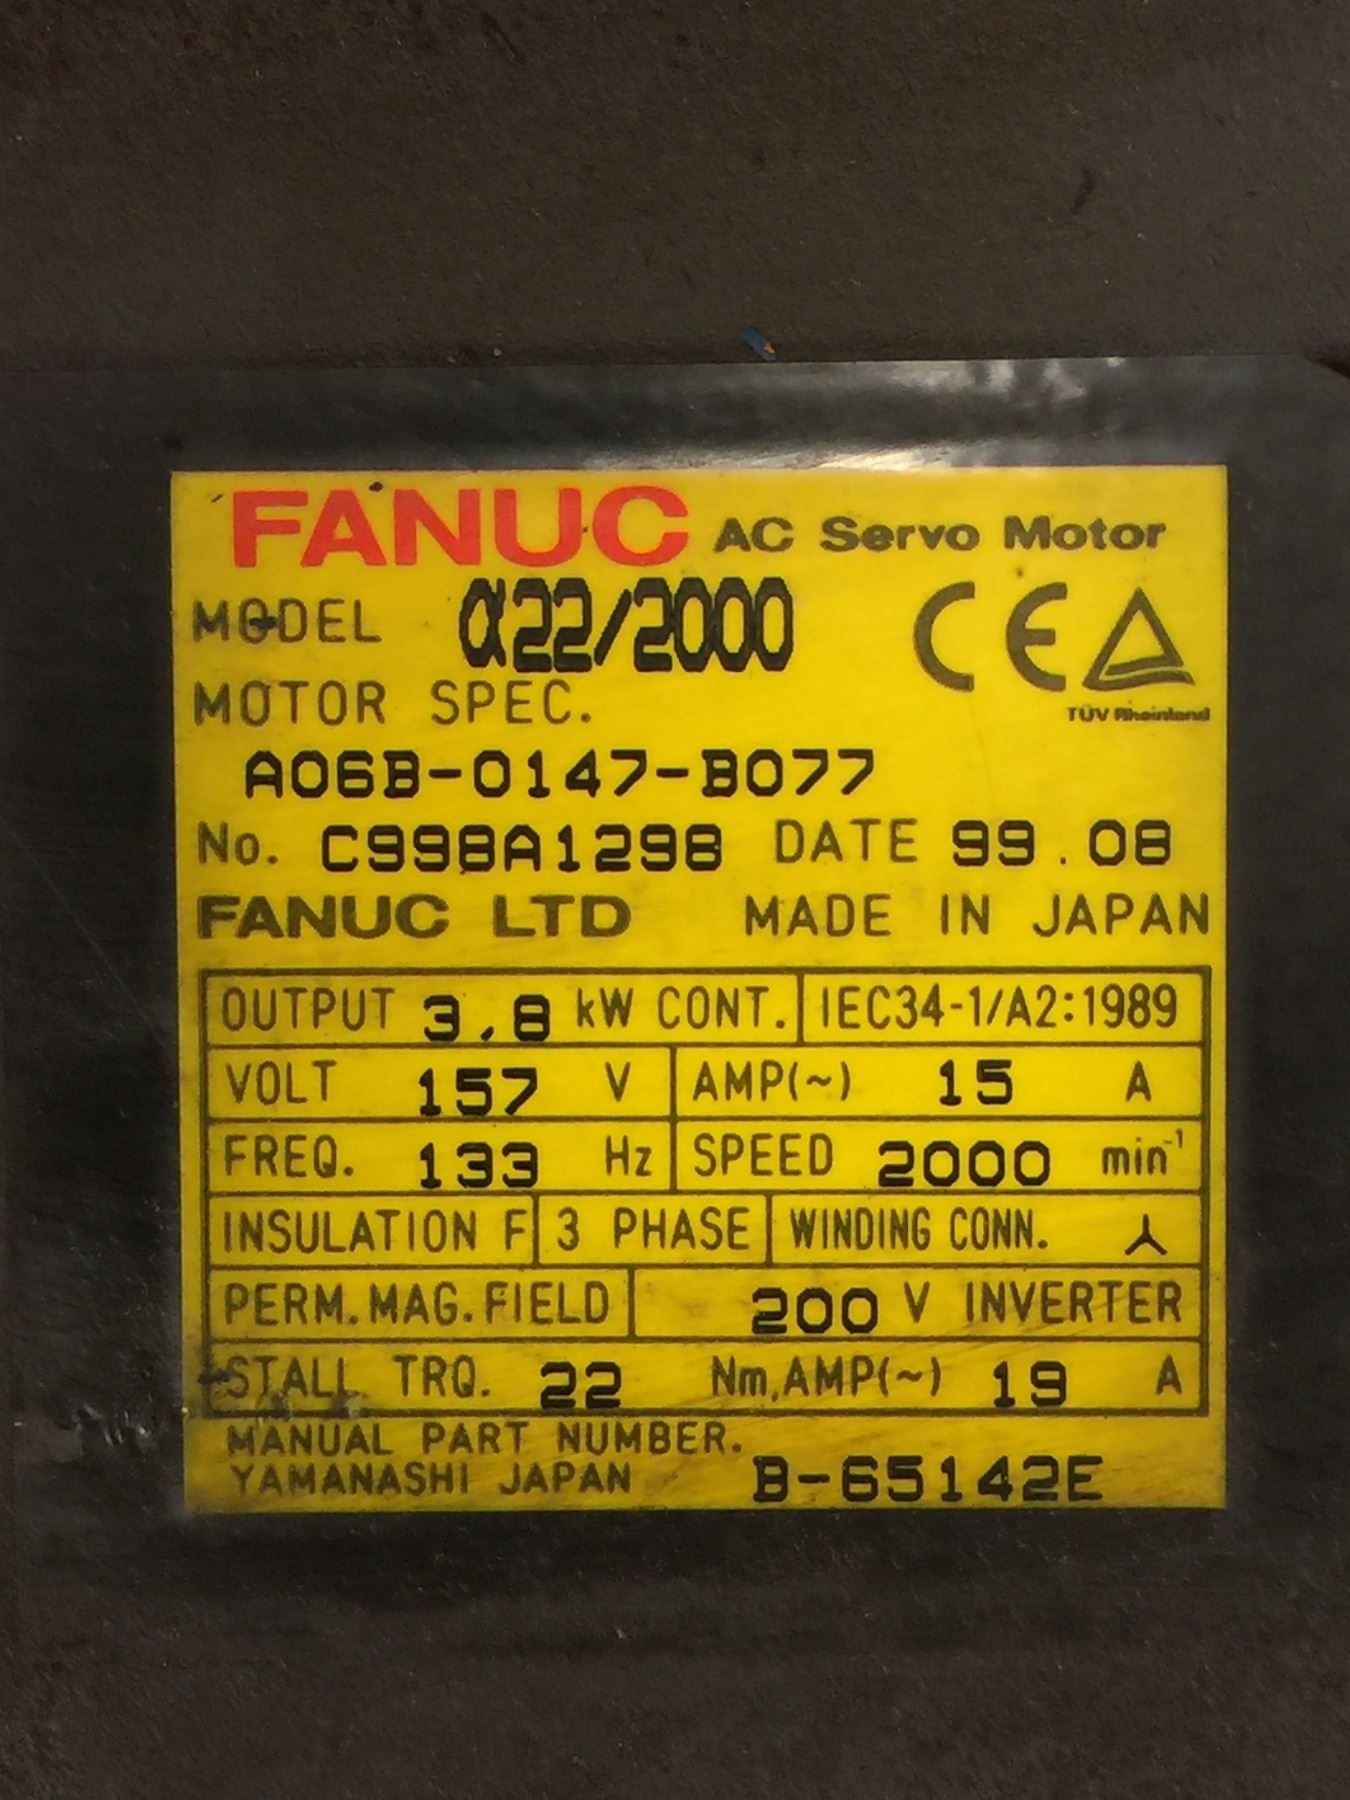 FANUC AC Servo Motor
MODEL α22/2000
CE
TÜV Rheinland
MOTOR SPEC.
A06B-0147-B077
No. C998A1298 DATE 99.08
FANUC LTD MADE IN JAPAN
OUTPUT 3.8 kW CONT. IEC34-1/A2:1989
VOLT 157 V AMP(~) 15 A
FREQ. 133 Hz SPEED 2000 min⁻¹
INSULATION F 3 PHASE WINDING CONN. ⅄
PERM.MAG.FIELD 200 V INVERTER
STALL TRQ. 22 Nm,AMP(~) 19 A
MANUAL PART NUMBER.
YAMANASHI JAPAN B-65142E